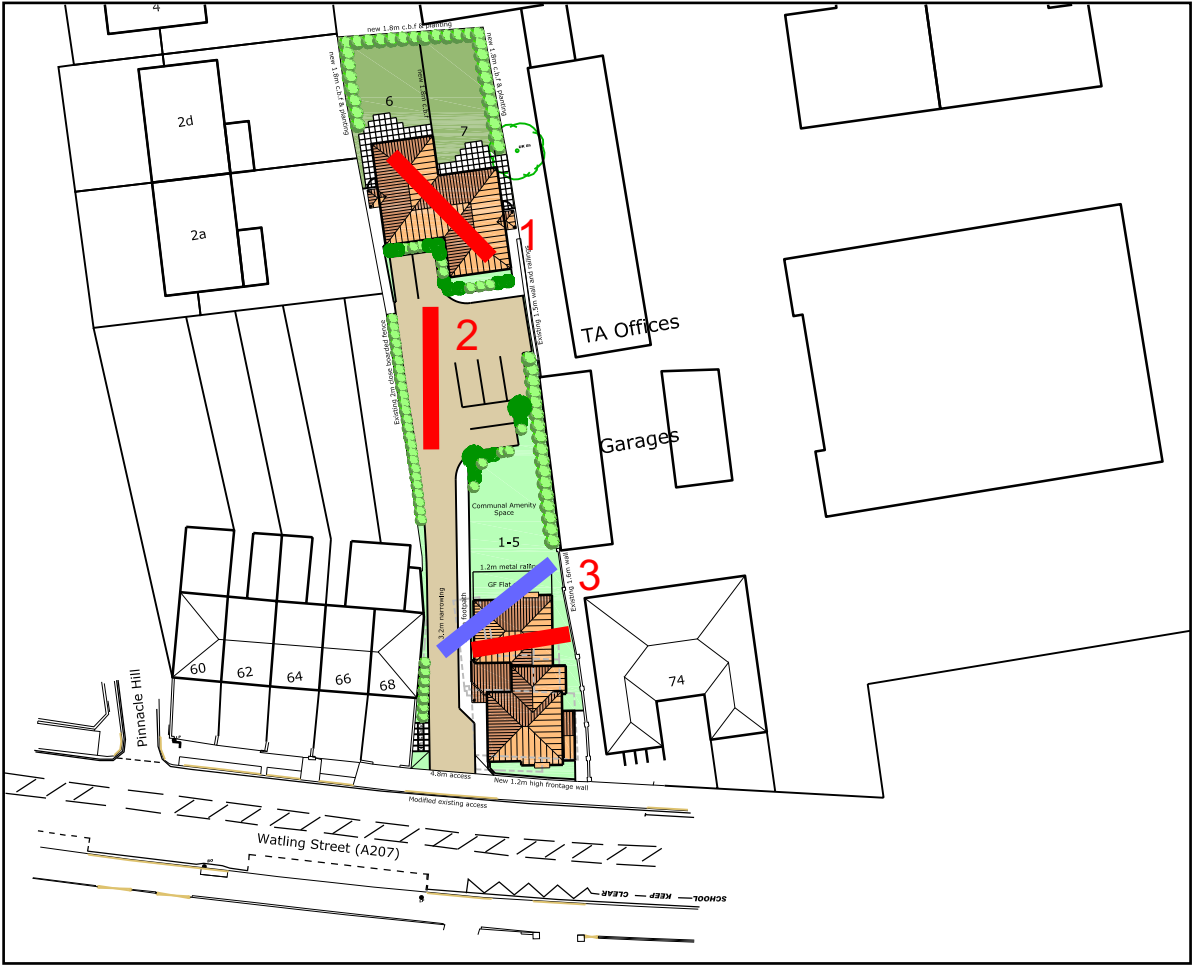 4
new 1.8m c.b.f & planting
new 1.8m c.b.f & planting
new 1.8m c.b.f
new 1.8m c.b.f & planting
6
7
2d
2a
1
Existing 1.5m wall and railings
2
TA Offices
Existing 2m close boarded fence
Garages
Communal Amenity
Space
1-5
1.2m metal railing
GF Flat
3
Existing 1.6m wall
3.2m narrowing
footpath
60
62
64
66
68
74
Pinnacle Hill
4.8m access
New 1.2m high frontage wall
Modified existing access
Watling Street (A207)
SCHOOL KEEP CLEAR